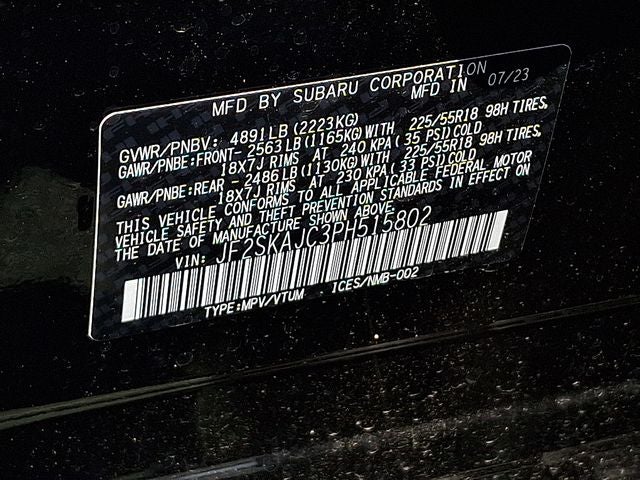 MFD BY SUBARU CORPORATION
MFD IN 07/23
GVWR/PNBV: 4891LB(2223KG)
GAWR/PNBE:FRONT-2563LB(1165KG)WITH 225/55R18 98H TIRES,
18X7J RIMS AT 240 KPA( 35 PSI)COLD
GAWR/PNBE:REAR -2486LB(1130KG)WITH 225/55R18 98H TIRES,
18X7J RIMS AT 230 KPA(33 PSI)COLD
THIS VEHICLE CONFORMS TO ALL APPLICABLE FEDERAL MOTOR
VEHICLE SAFETY AND THEFT PREVENTION STANDARDS IN EFFECT ON
THE DATE OF MANUFACTURE SHOWN ABOVE.
VIN: JF2SKAJC3PH515802
TYPE:MPV/VTUM ICES/NMB-002